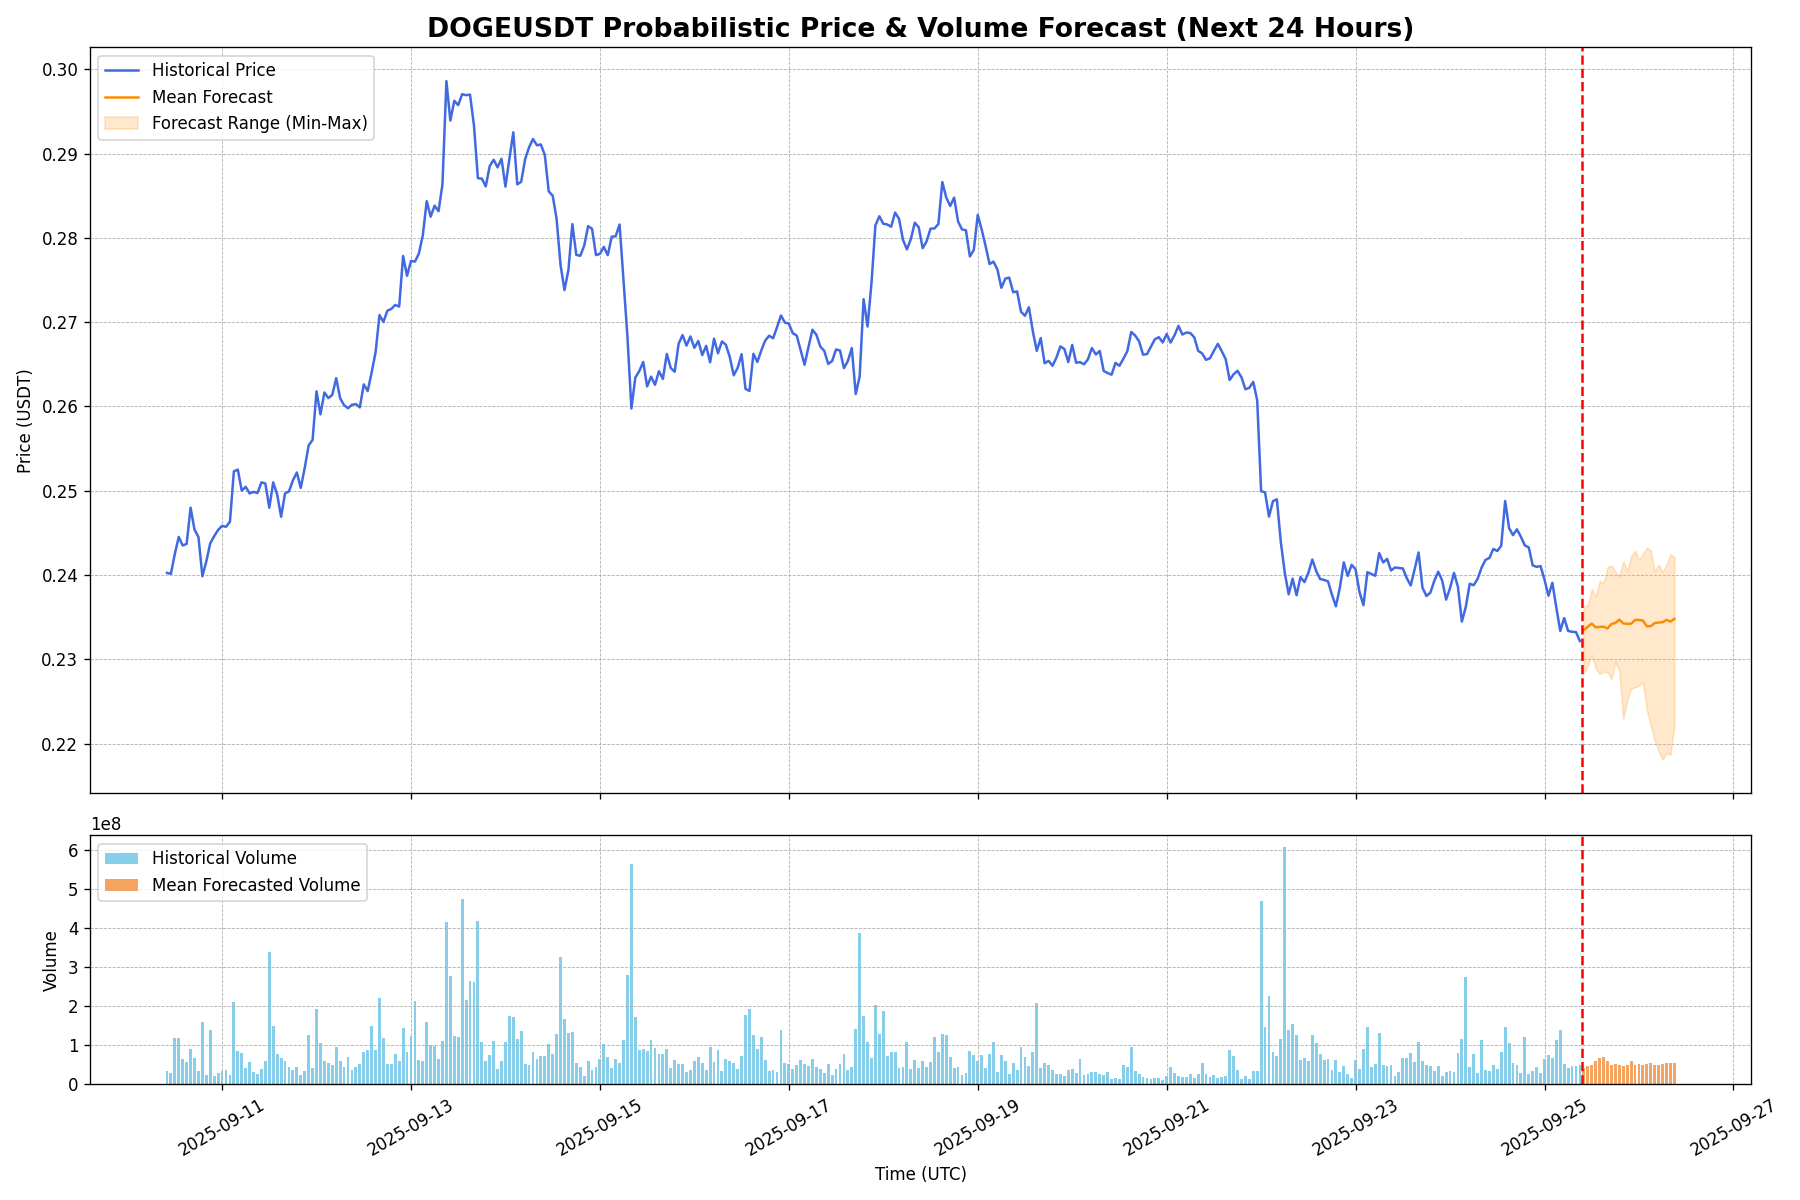 DOGEUSDT Probabilistic Price & Volume Forecast (Next 24 Hours)
Historical Price
Mean Forecast
Forecast Range (Min-Max)
Price (USDT)
0.30
0.29
0.28
0.27
0.26
0.25
0.24
0.23
0.22
1e8
Historical Volume
Mean Forecasted Volume
Volume
6
5
4
3
2
1
0
2025-09-11
2025-09-13
2025-09-15
2025-09-17
2025-09-19
2025-09-21
2025-09-23
2025-09-25
2025-09-27
Time (UTC)